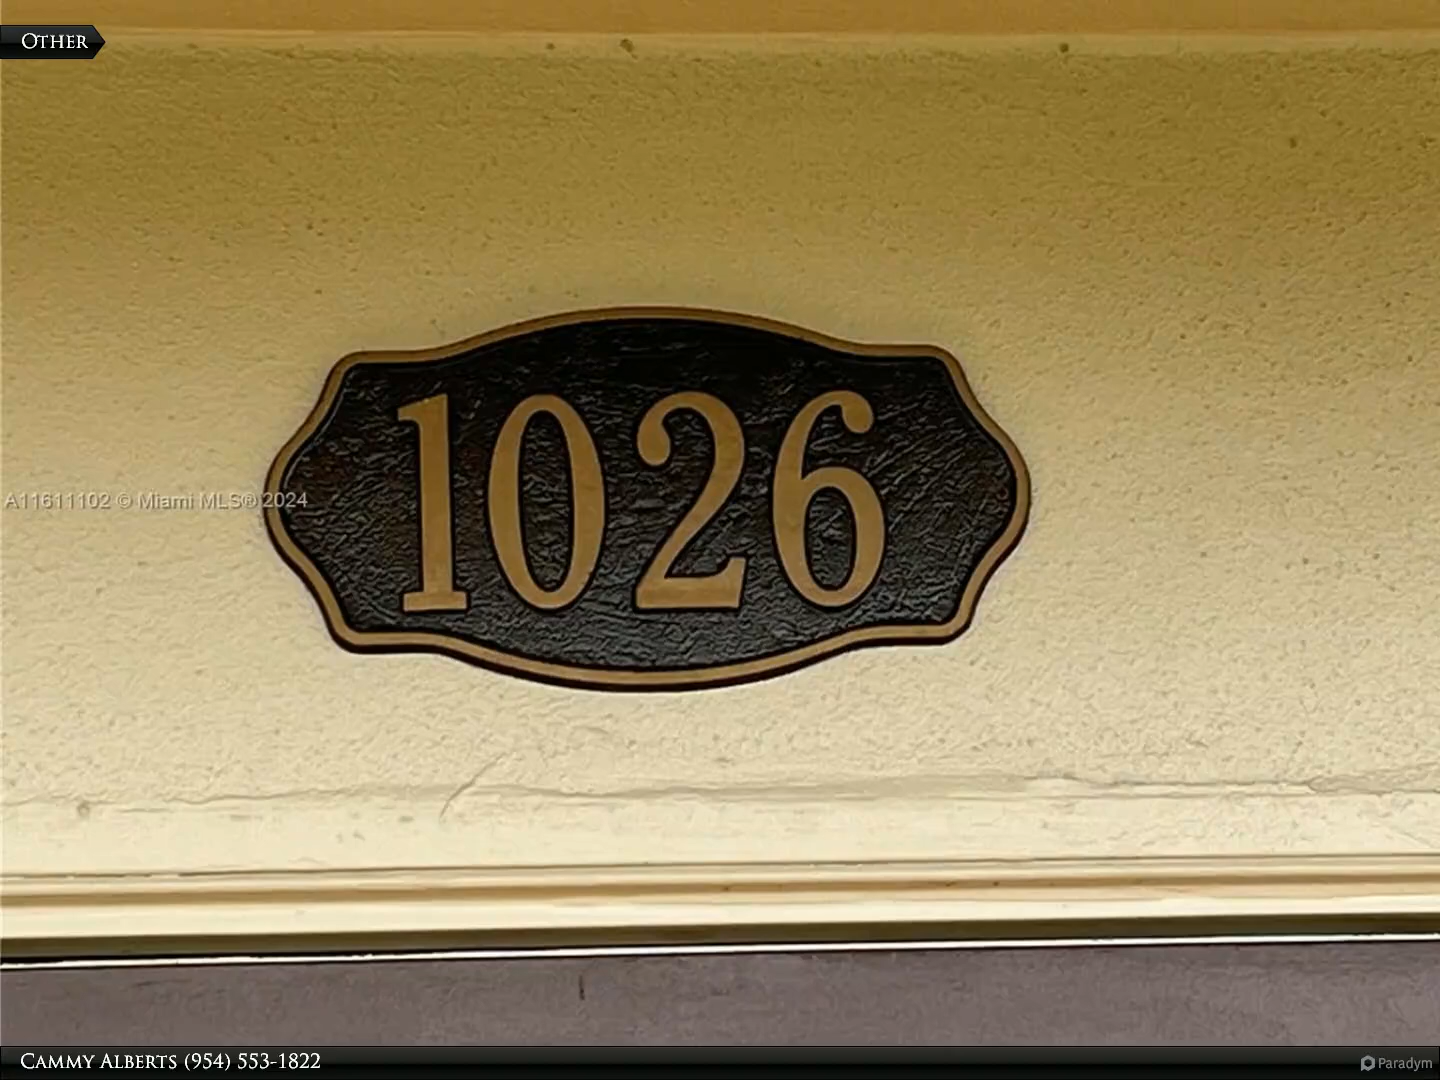 Other
1026
A11611102 © Miami MLS® 2024
Cammy Alberts (954) 553-1822
Paradym